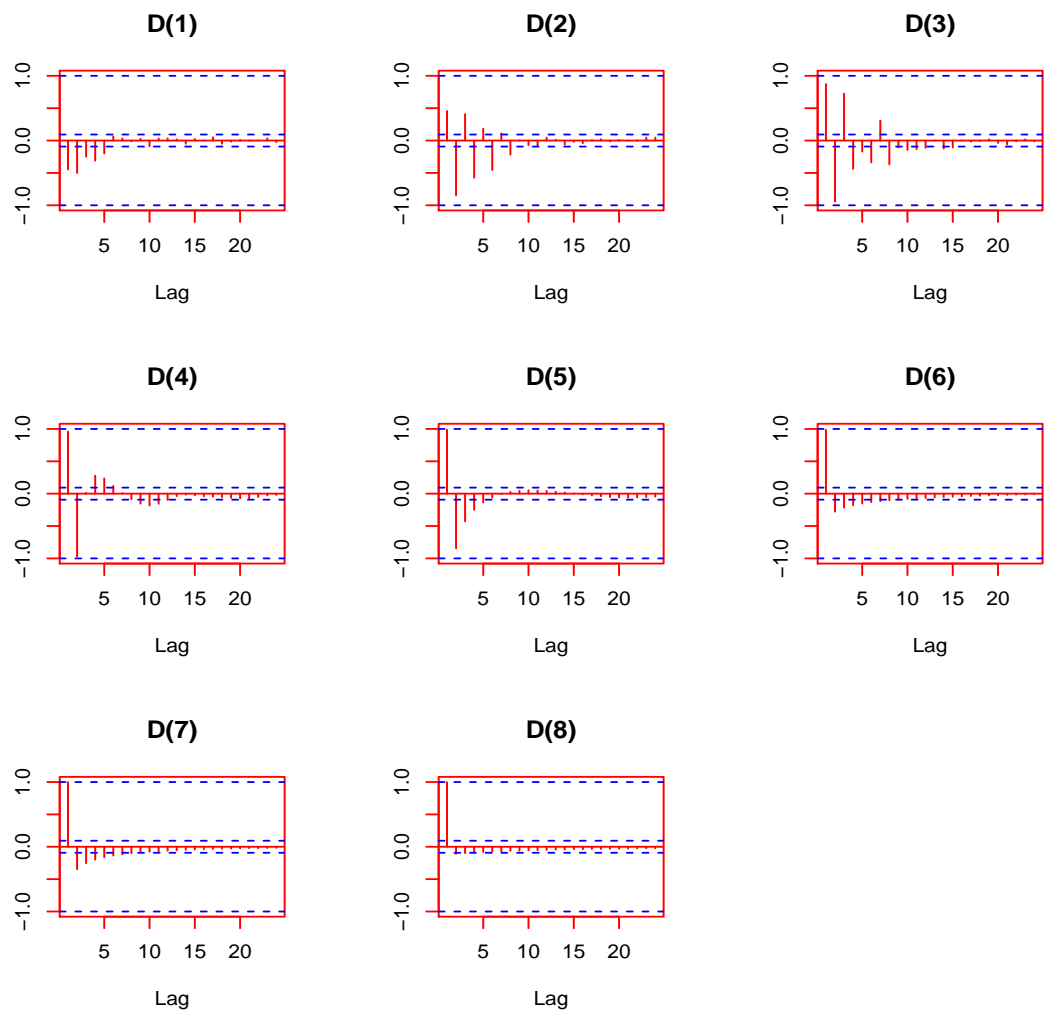 D(1) D(2) D(3)
1.0 1.0 1.0
0.0 0.0 0.0
−1.0 −1.0 −1.0
5 10 15 20 5 10 15 20 5 10 15 20
Lag Lag Lag
D(4) D(5) D(6)
1.0 1.0 1.0
0.0 0.0 0.0
−1.0 −1.0 −1.0
5 10 15 20 5 10 15 20 5 10 15 20
Lag Lag Lag
D(7) D(8)
1.0 1.0
0.0 0.0
−1.0 −1.0
5 10 15 20 5 10 15 20
Lag Lag